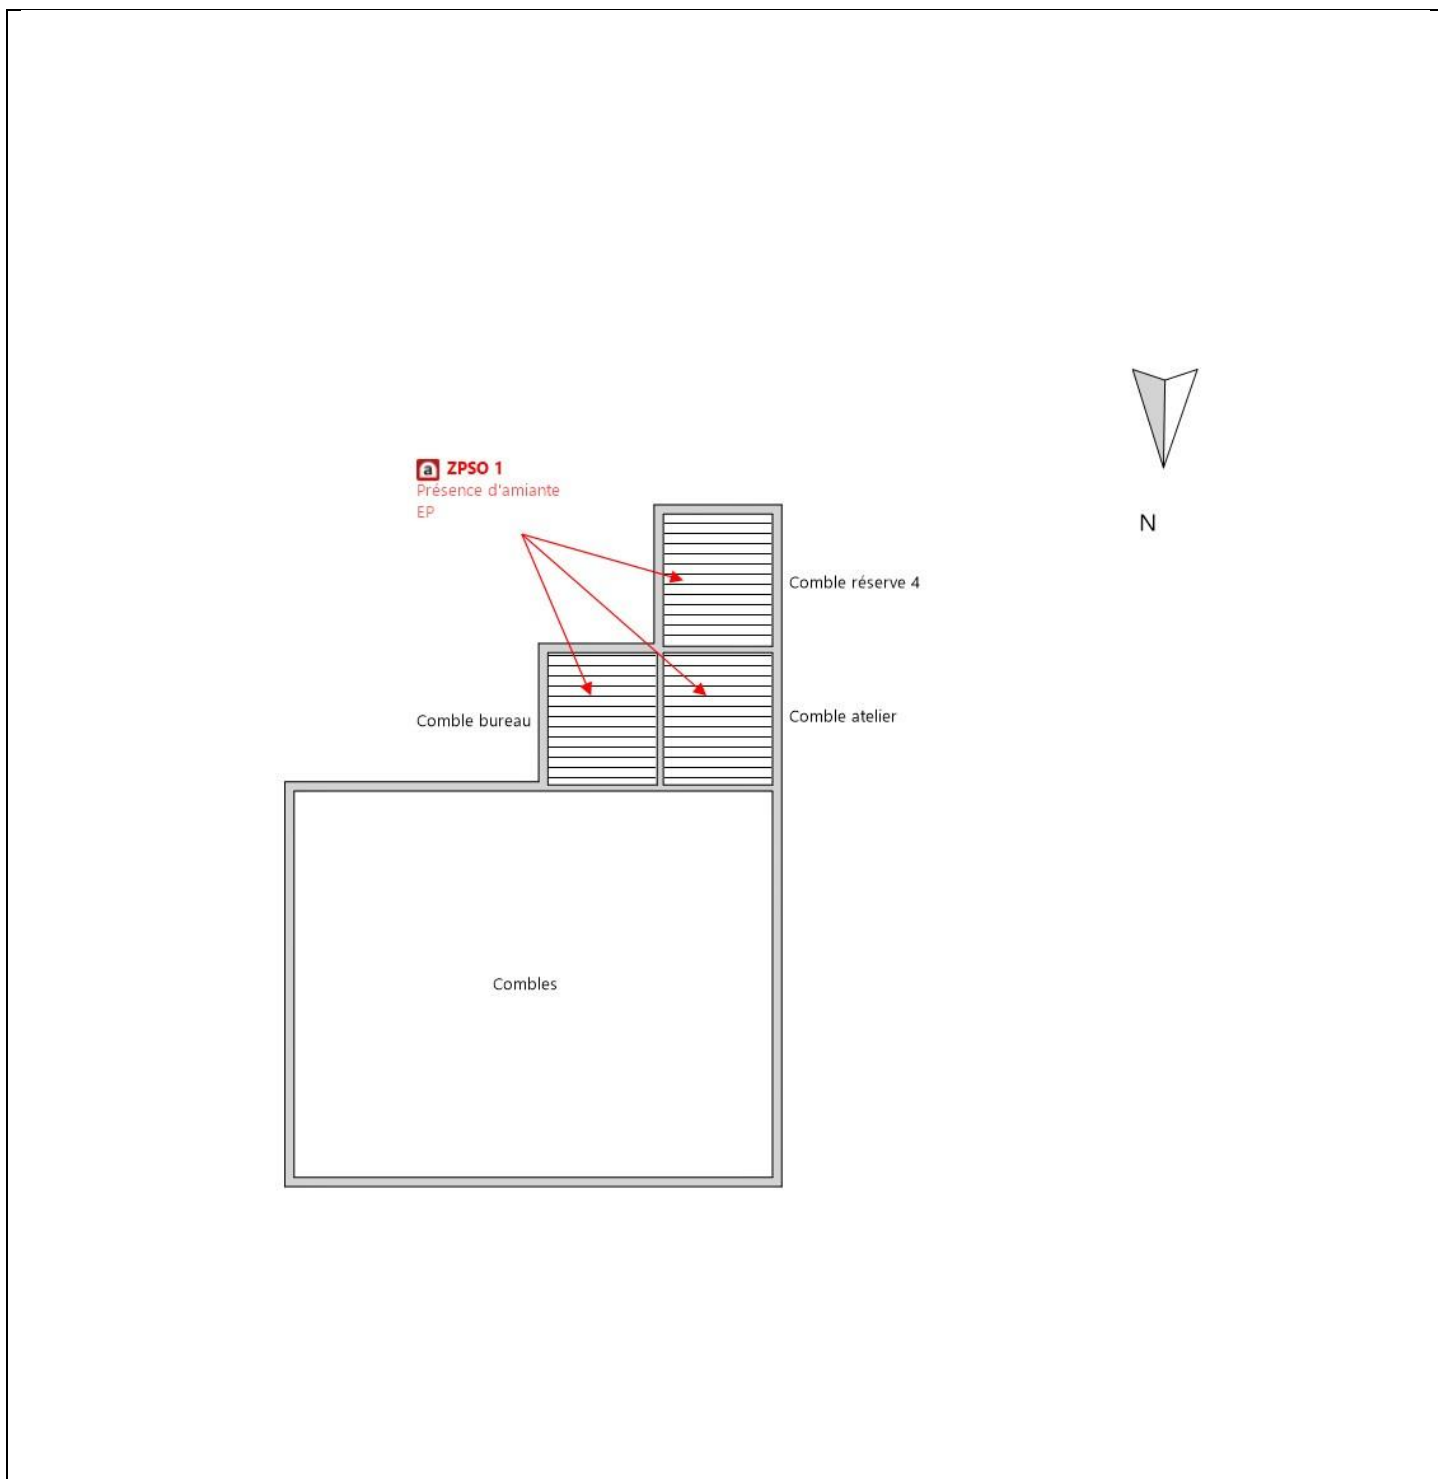 a ZPSO 1
Présence d'amiante
EP
N
Comble réserve 4
Comble bureau
Comble atelier
Combles